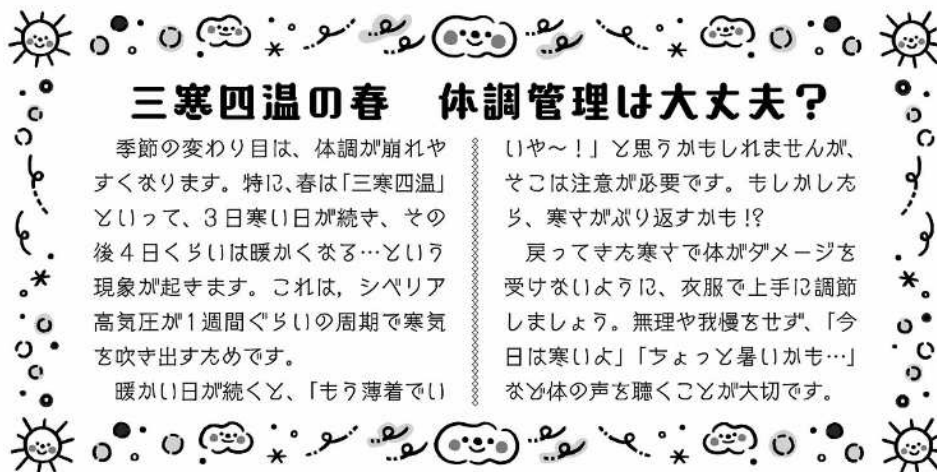 三寒四温の春　体調管理は大丈夫？
　季節の変わり目は、体調が崩れや
すくなります。特に、春は「三寒四温」
といって、３日寒い日が続き、その
後４日くらいは暖かくなる…という
現象が起きます。これは，シベリア
高気圧が１週間ぐらいの周期で寒気
を吹き出すためです。
　暖かい日が続くと、「もう薄着でい
いや～！」と思うかもしれませんが、
そこは注意が必要です。もしかした
ら、寒さがぶり返すかも!?
　戻ってきた寒さで体がダメージを
受けないように、衣服で上手に調節
しましょう。無理や我慢をせず、「今
日は寒いよ」「ちょっと暑いかも…」
など体の声を聴くことが大切です。